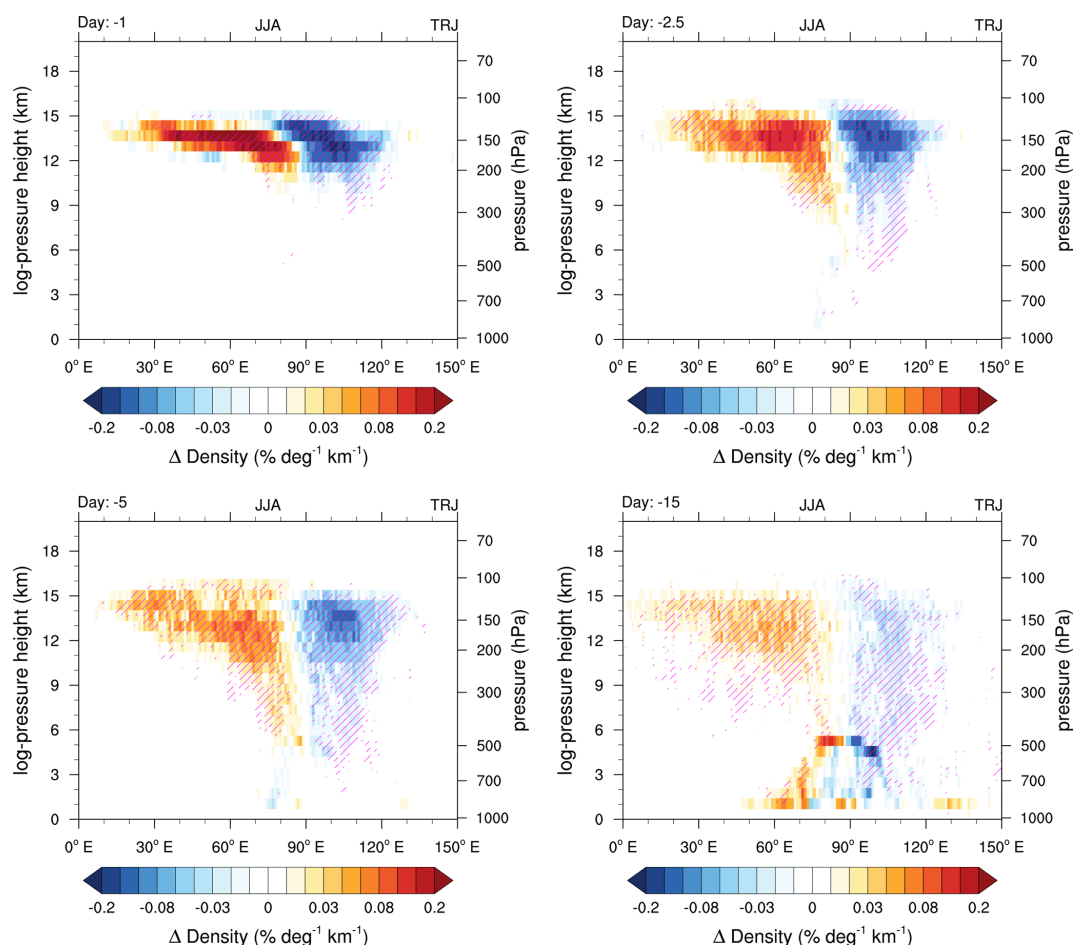 Day: -1 JJA TRJ
log-pressure height (km)
18
15
12
9
6
3
0
pressure (hPa)
70
100
150
200
300
500
700
1000
0° E 30° E 60° E 90° E 120° E 150° E
-0.2 -0.08 -0.03 0 0.03 0.08 0.2
Δ Density (% deg⁻¹ km⁻¹)
Day: -2.5 JJA TRJ
log-pressure height (km)
18
15
12
9
6
3
0
pressure (hPa)
70
100
150
200
300
500
700
1000
0° E 30° E 60° E 90° E 120° E 150° E
-0.2 -0.08 -0.03 0 0.03 0.08 0.2
Δ Density (% deg⁻¹ km⁻¹)
Day: -5 JJA TRJ
log-pressure height (km)
18
15
12
9
6
3
0
pressure (hPa)
70
100
150
200
300
500
700
1000
0° E 30° E 60° E 90° E 120° E 150° E
-0.2 -0.08 -0.03 0 0.03 0.08 0.2
Δ Density (% deg⁻¹ km⁻¹)
Day: -15 JJA TRJ
log-pressure height (km)
18
15
12
9
6
3
0
pressure (hPa)
70
100
150
200
300
500
700
1000
0° E 30° E 60° E 90° E 120° E 150° E
-0.2 -0.08 -0.03 0 0.03 0.08 0.2
Δ Density (% deg⁻¹ km⁻¹)